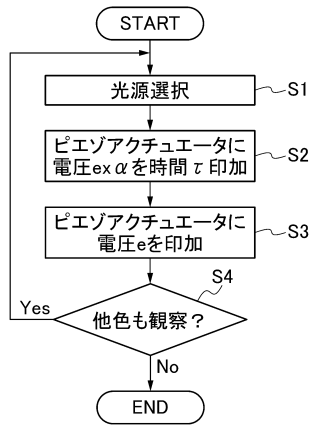 START
光源選択
S1
ピエゾアクチュエータに
電圧exαを時間τ印加
S2
ピエゾアクチュエータに
電圧eを印加
S3
S4
他色も観察？
Yes
No
END